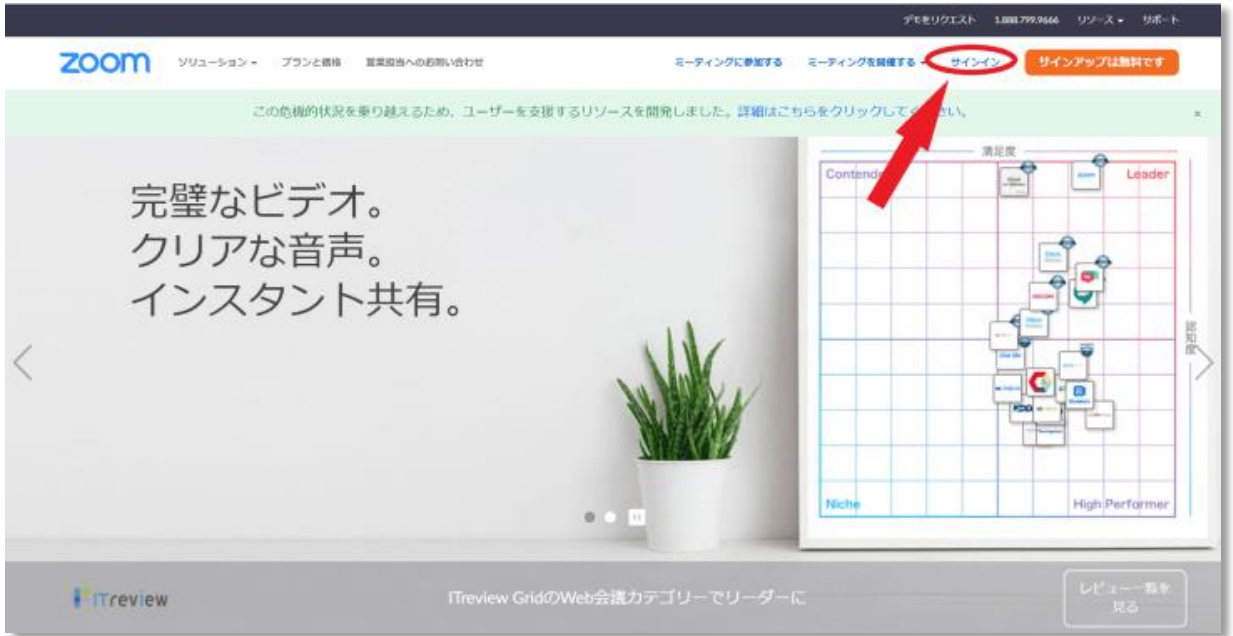 デモをリクエスト 1.888.799.9666 リソース サポート
zoom ソリューション プランと価格 営業担当へのお問い合わせ ミーティングに参加する ミーティングを開催する サインイン サインアップは無料です
この危機的状況を乗り越えるため、ユーザーを支援するリソースを開発しました。詳細はこちらをクリックしてください。 ×
完璧なビデオ。
クリアな音声。
インスタント共有。
満足度
Leader
認知度
Niche High Performer
ITreview ITreview GridのWeb会議カテゴリーでリーダーに
レビュー一覧を
見る